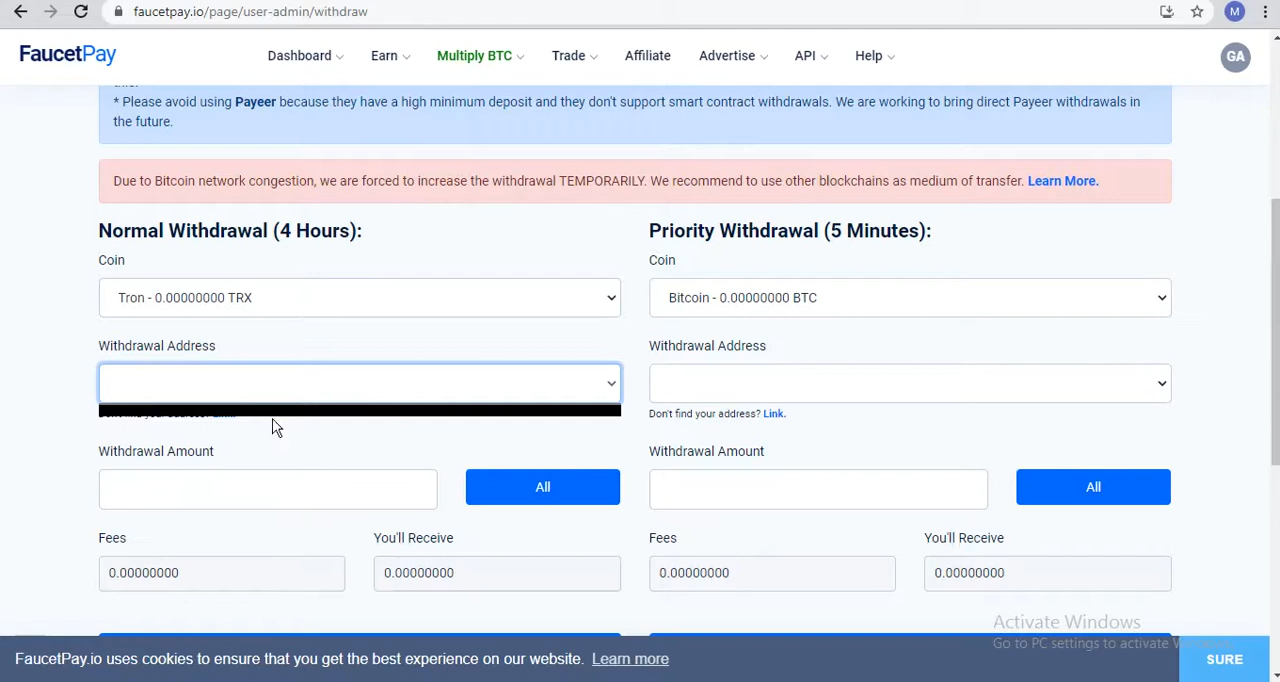 faucetpay.io/page/user-admin/withdraw
M
FaucetPay
Dashboard Earn Multiply BTC Trade Affiliate Advertise API Help
GA
* Please avoid using Payeer because they have a high minimum deposit and they don't support smart contract withdrawals. We are working to bring direct Payeer withdrawals in
the future.
Due to Bitcoin network congestion, we are forced to increase the withdrawal TEMPORARILY. We recommend to use other blockchains as medium of transfer. Learn More.
Normal Withdrawal (4 Hours):
Coin
Tron - 0.00000000 TRX
Withdrawal Address
Withdrawal Amount
All
Fees You'll Receive
0.00000000 0.00000000
Priority Withdrawal (5 Minutes):
Coin
Bitcoin - 0.00000000 BTC
Withdrawal Address
Don't find your address? Link.
Withdrawal Amount
All
Fees You'll Receive
0.00000000 0.00000000
Activate Windows
Go to PC settings to activate
FaucetPay.io uses cookies to ensure that you get the best experience on our website. Learn more
SURE